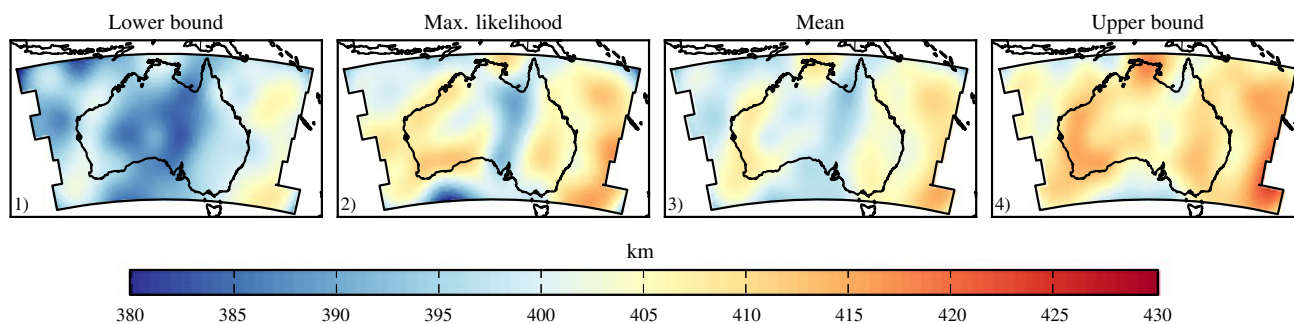 Lower bound
Max. likelihood
Mean
Upper bound
1)
2)
3)
4)
km
380 385 390 395 400 405 410 415 420 425 430